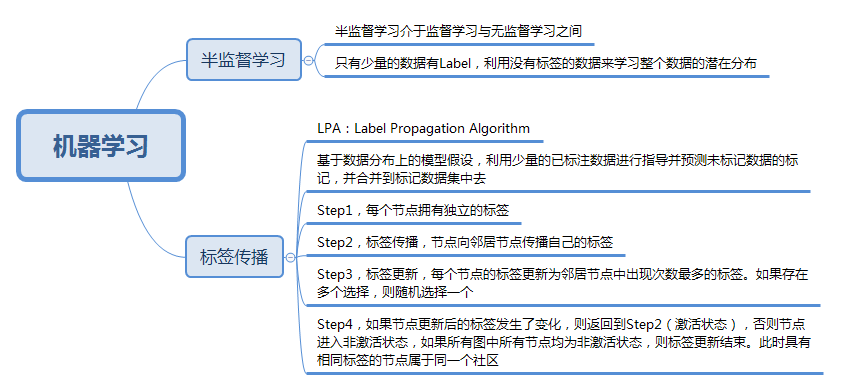 机器学习
半监督学习
半监督学习介于监督学习与无监督学习之间
只有少量的数据有Label，利用没有标签的数据来学习整个数据的潜在分布
标签传播
LPA：Label Propagation Algorithm
基于数据分布上的模型假设，利用少量的已标注数据进行指导并预测未标记数据的标
记，并合并到标记数据集中去
Step1，每个节点拥有独立的标签
Step2，标签传播，节点向邻居节点传播自己的标签
Step3，标签更新，每个节点的标签更新为邻居节点中出现次数最多的标签。如果存在
多个选择，则随机选择一个
Step4，如果节点更新后的标签发生了变化，则返回到Step2（激活状态），否则节点
进入非激活状态，如果所有图中所有节点均为非激活状态，则标签更新结束。此时具有
相同标签的节点属于同一个社区